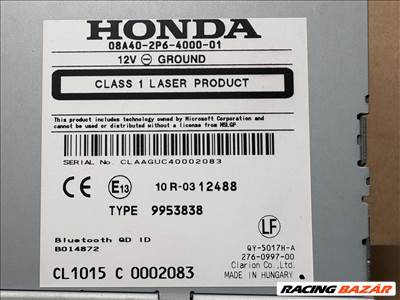 HONDA
08A40-2P6-4000-01
12V ⊖ GROUND
CLASS 1 LASER PRODUCT
This product includes technology owned by Microsoft Corporation and
cannot be used or distributed without a license from MSLGP.
SERIAL No. CLAAGUC40002083
CE E13 10 R-03 12488
TYPE 9953838
LF
Bluetooth QD ID
B014872
QY-5017H-A
276-0997-00
Clarion Co.,Ltd.
MADE IN HUNGARY
CL1015 C 0002083
RACING BAZÁR